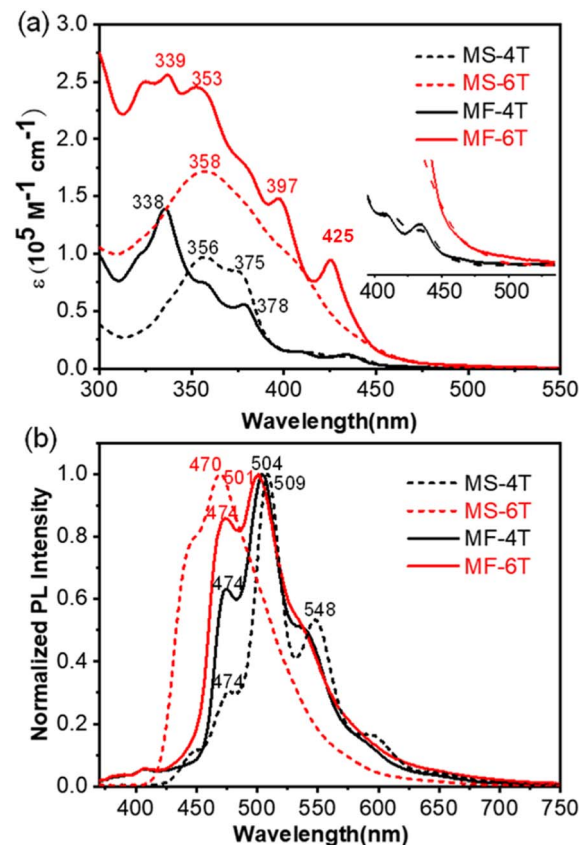 (a)
3.0
2.5
2.0
1.5
1.0
0.5
0.0
ε (10⁵ M⁻¹ cm⁻¹)
339
353
358
338
356
375
378
397
425
MS-4T
MS-6T
MF-4T
MF-6T
395 450 500
300 350 400 450 500 550
Wavelength(nm)
(b)
1.0
0.8
0.6
0.4
0.2
0.0
Normalized PL Intensity
470
501
504
509
474
474
474
548
MS-4T
MS-6T
MF-4T
MF-6T
400 450 500 550 600 650 700 750
Wavelength(nm)